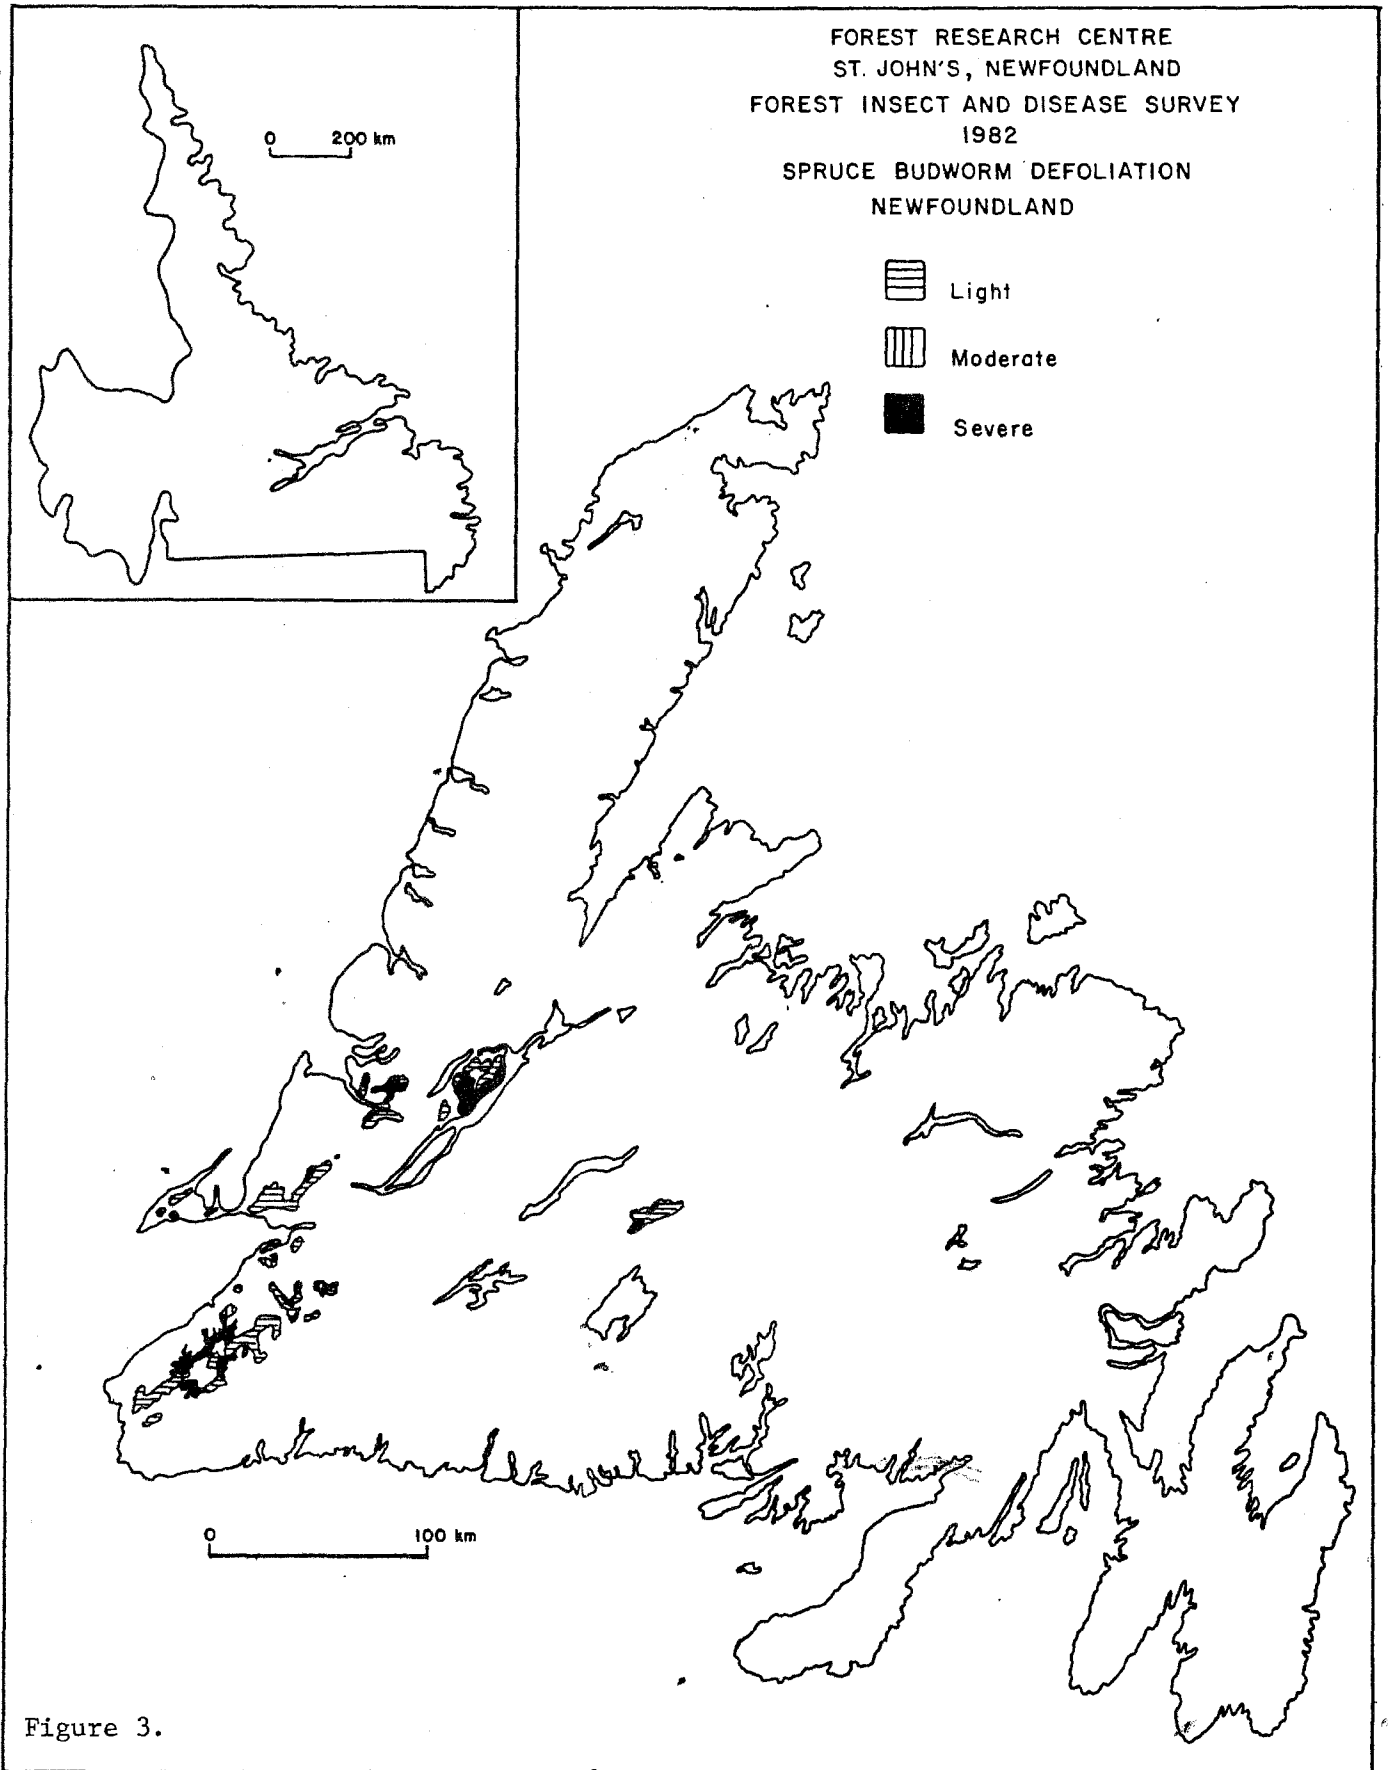 FOREST RESEARCH CENTRE
ST. JOHN'S, NEWFOUNDLAND
FOREST INSECT AND DISEASE SURVEY
1982
SPRUCE BUDWORM DEFOLIATION
NEWFOUNDLAND
0 200 km
Light
Moderate
Severe
0 100 km
Figure 3.